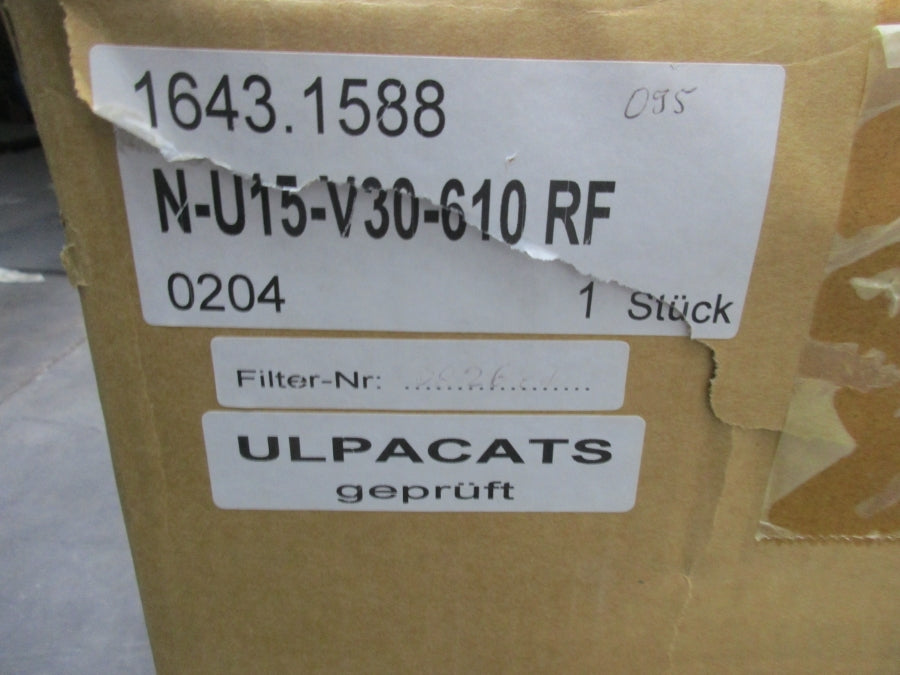 1643.1588 095
N-U15-V30-610 RF
0204 1 Stück
Filter-Nr:
ULPACATS
geprüft